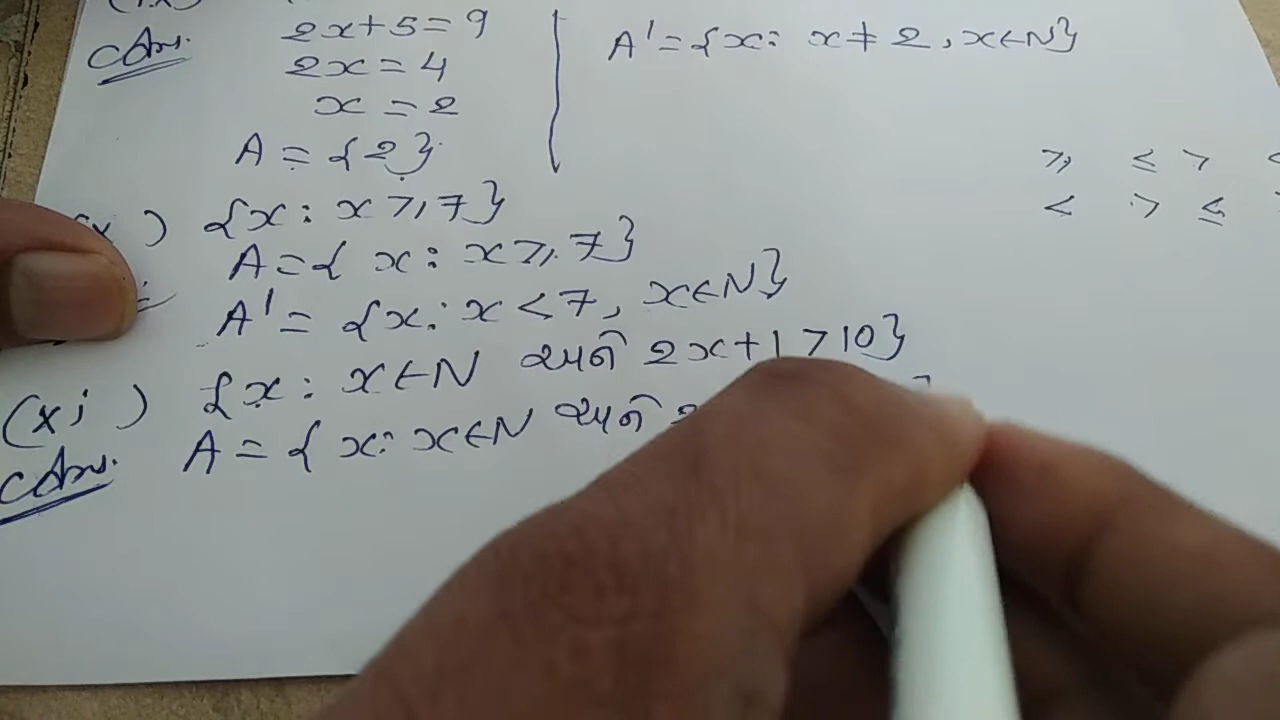 Ans.
2x+5=9
2x=4
x=2
A={2}
A'={x: x≠2, x∈N}
≥ ≤ > <
< > ≤
(x) {x: x≥7}
A={x: x≥7}
A'={x: x<7, x∈N}
(xi) {x: x∈N અને 2x+1>10}
Ans. A={x: x∈N અને